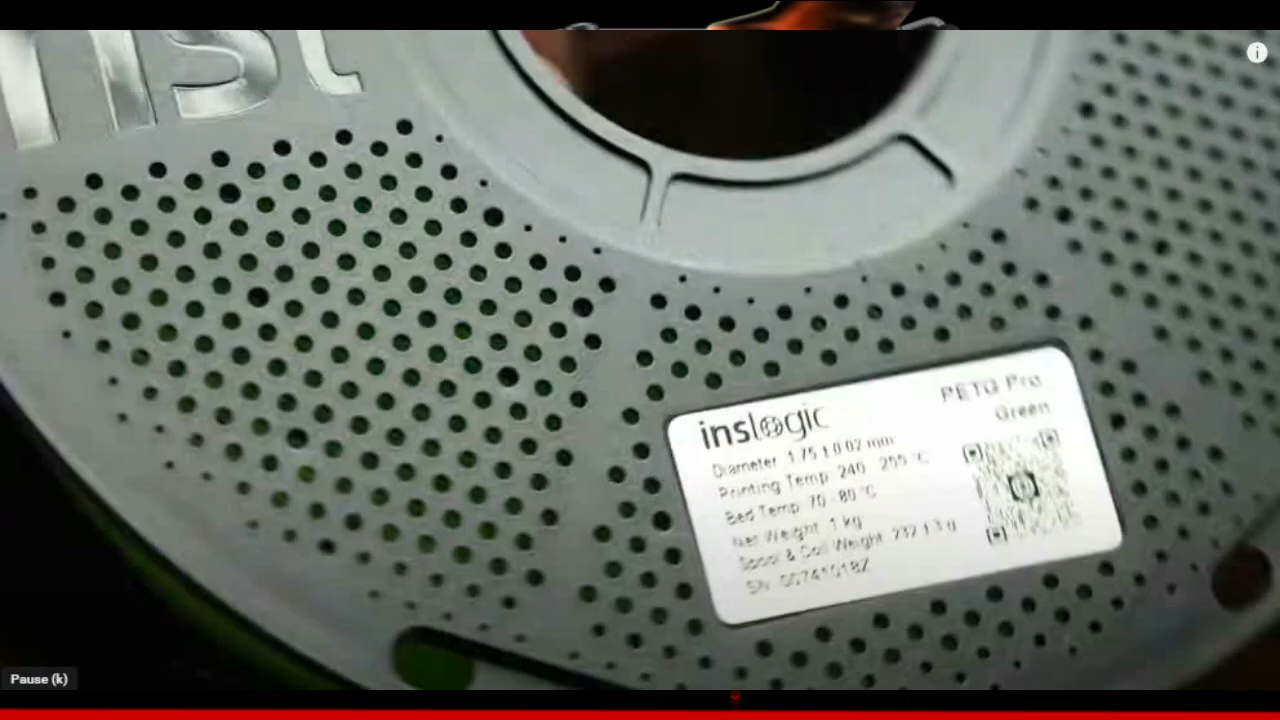 insl
inslogic
PETG Pro
Green
Diameter 1.75 ± 0.02 mm
Printing Temp 240 - 255 °C
Bed Temp 70 - 80 °C
Net Weight 1 kg
Spool & Coil Weight 232 ± 3 g
Pause (k)